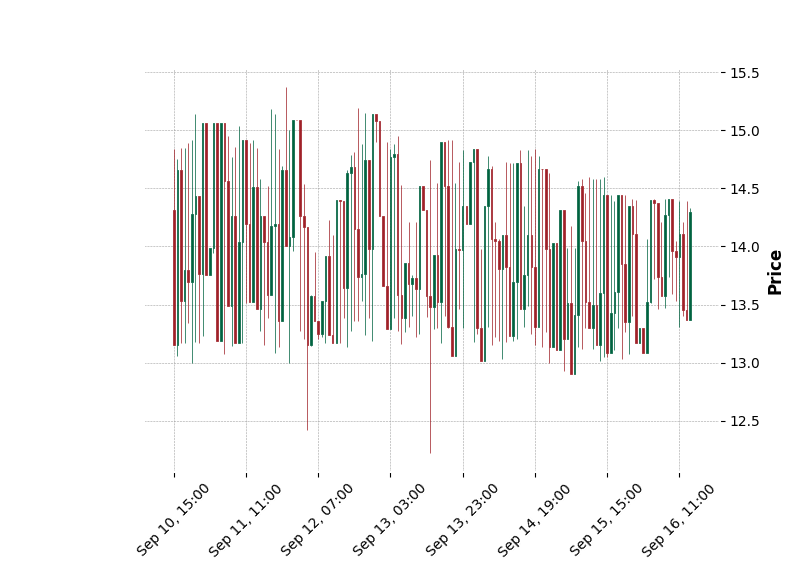 15.5
15.0
14.5
14.0
13.5
13.0
12.5
Price
Sep 10, 15:00
Sep 11, 11:00
Sep 12, 07:00
Sep 13, 03:00
Sep 13, 23:00
Sep 14, 19:00
Sep 15, 15:00
Sep 16, 11:00